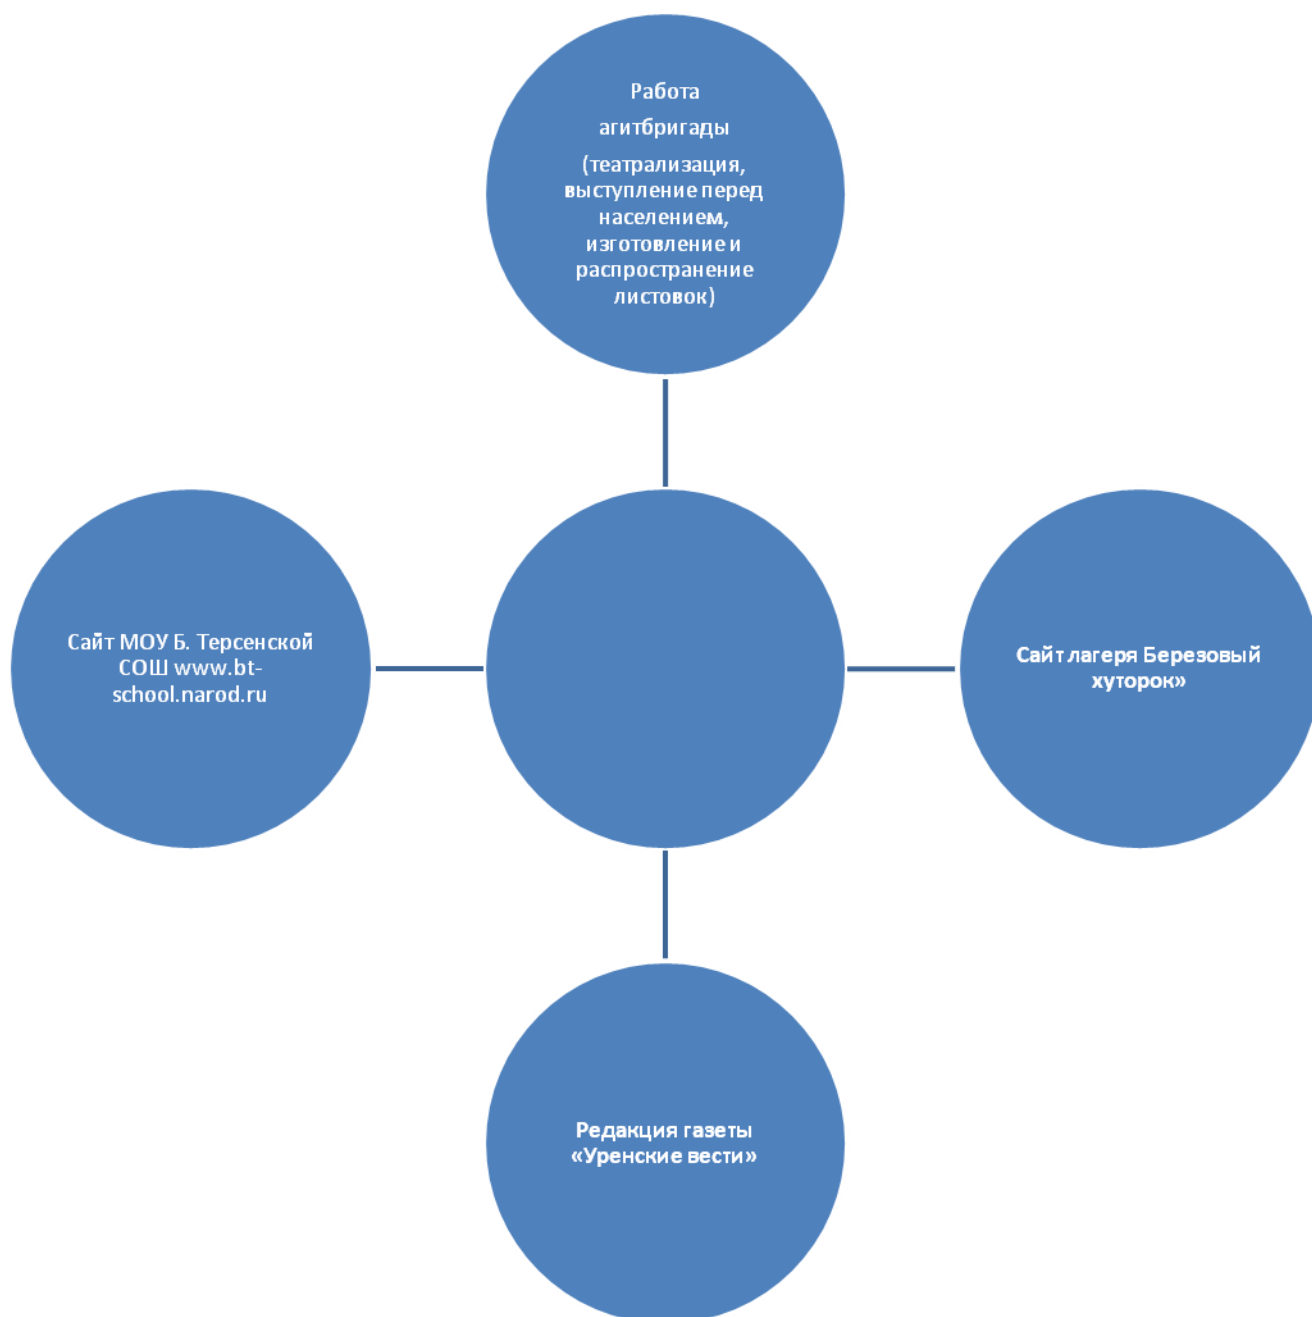 Работа
агитбригады
(театрализация,
выступление перед
населением,
изготовление и
распространение
листовок)
Сайт МОУ Б. Терсенской
СОШ www.bt-
school.narod.ru
Сайт лагеря Березовый
хуторок»
Редакция газеты
«Уренские вести»